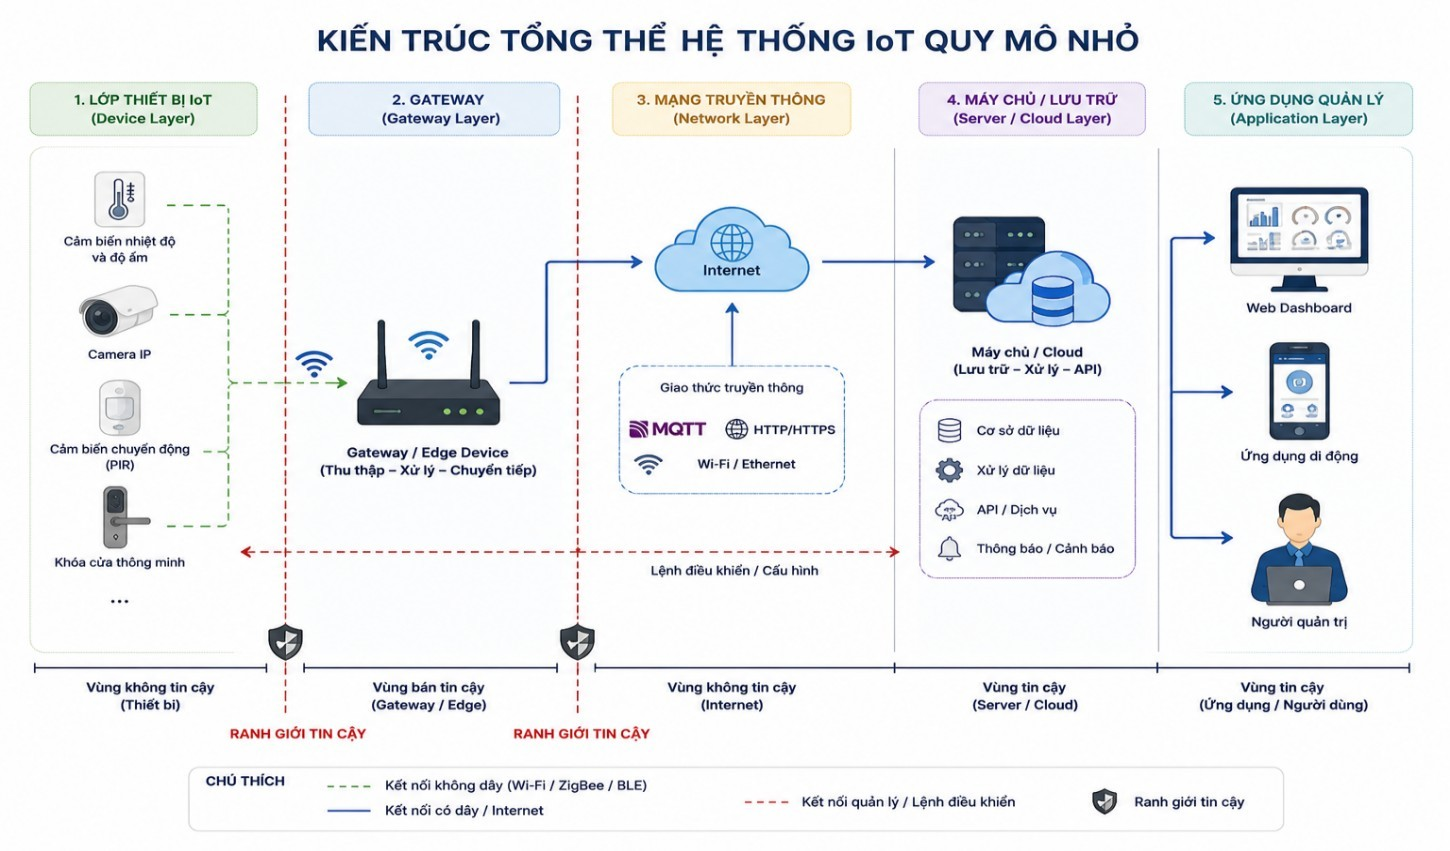 KIẾN TRÚC TỔNG THỂ HỆ THỐNG IoT QUY MÔ NHỎ
1. LỚP THIẾT BỊ IoT
(Device Layer)
2. GATEWAY
(Gateway Layer)
3. MẠNG TRUYỀN THÔNG
(Network Layer)
4. MÁY CHỦ / LƯU TRỮ
(Server / Cloud Layer)
5. ỨNG DỤNG QUẢN LÝ
(Application Layer)
Cảm biến nhiệt độ
và độ ẩm
Camera IP
Cảm biến chuyển động
(PIR)
Khóa cửa thông minh
...
Gateway / Edge Device
(Thu thập – Xử lý – Chuyển tiếp)
Internet
Giao thức truyền thông
MQTT
HTTP/HTTPS
Wi-Fi / Ethernet
Lệnh điều khiển / Cấu hình
Máy chủ / Cloud
(Lưu trữ – Xử lý – API)
Cơ sở dữ liệu
Xử lý dữ liệu
API / Dịch vụ
Thông báo / Cảnh báo
Web Dashboard
Ứng dụng di động
Người quản trị
Vùng không tin cậy
(Thiết bi)
Vùng bán tin cậy
(Gateway / Edge)
Vùng không tin cậy
(Internet)
Vùng tin cậy
(Server / Cloud)
Vùng tin cậy
(Ứng dụng / Người dùng)
RANH GIỚI TIN CẬY
RANH GIỚI TIN CẬY
CHÚ THÍCH
Kết nối không dây (Wi-Fi / ZigBee / BLE)
Kết nối có dây / Internet
Kết nối quản lý / Lệnh điều khiển
Ranh giới tin cậy